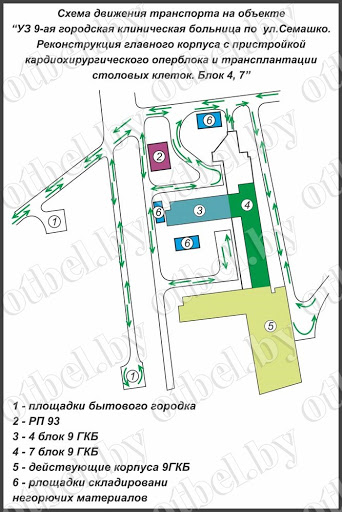 Схема движения транспорта на объекте
“УЗ 9-ая городская клиническая больница по ул.Семашко.
Реконструкция главного корпуса с пристройкой
кардиохирургического оперблока и трансплантации
столовых клеток. Блок 4, 7”
6
2
6
3
4
1
6
5
1
1 - площадки бытового городка
2 - РП 93
3 - 4 блок 9 ГКБ
4 - 7 блок 9 ГКБ
5 - действующие корпуса 9ГКБ
6 - площадки складировани
негорючих материалов
otbel.by